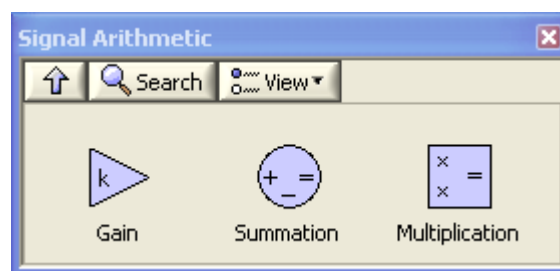 Signal Arithmetic
Search View
k + _ = × × =
Gain Summation Multiplication